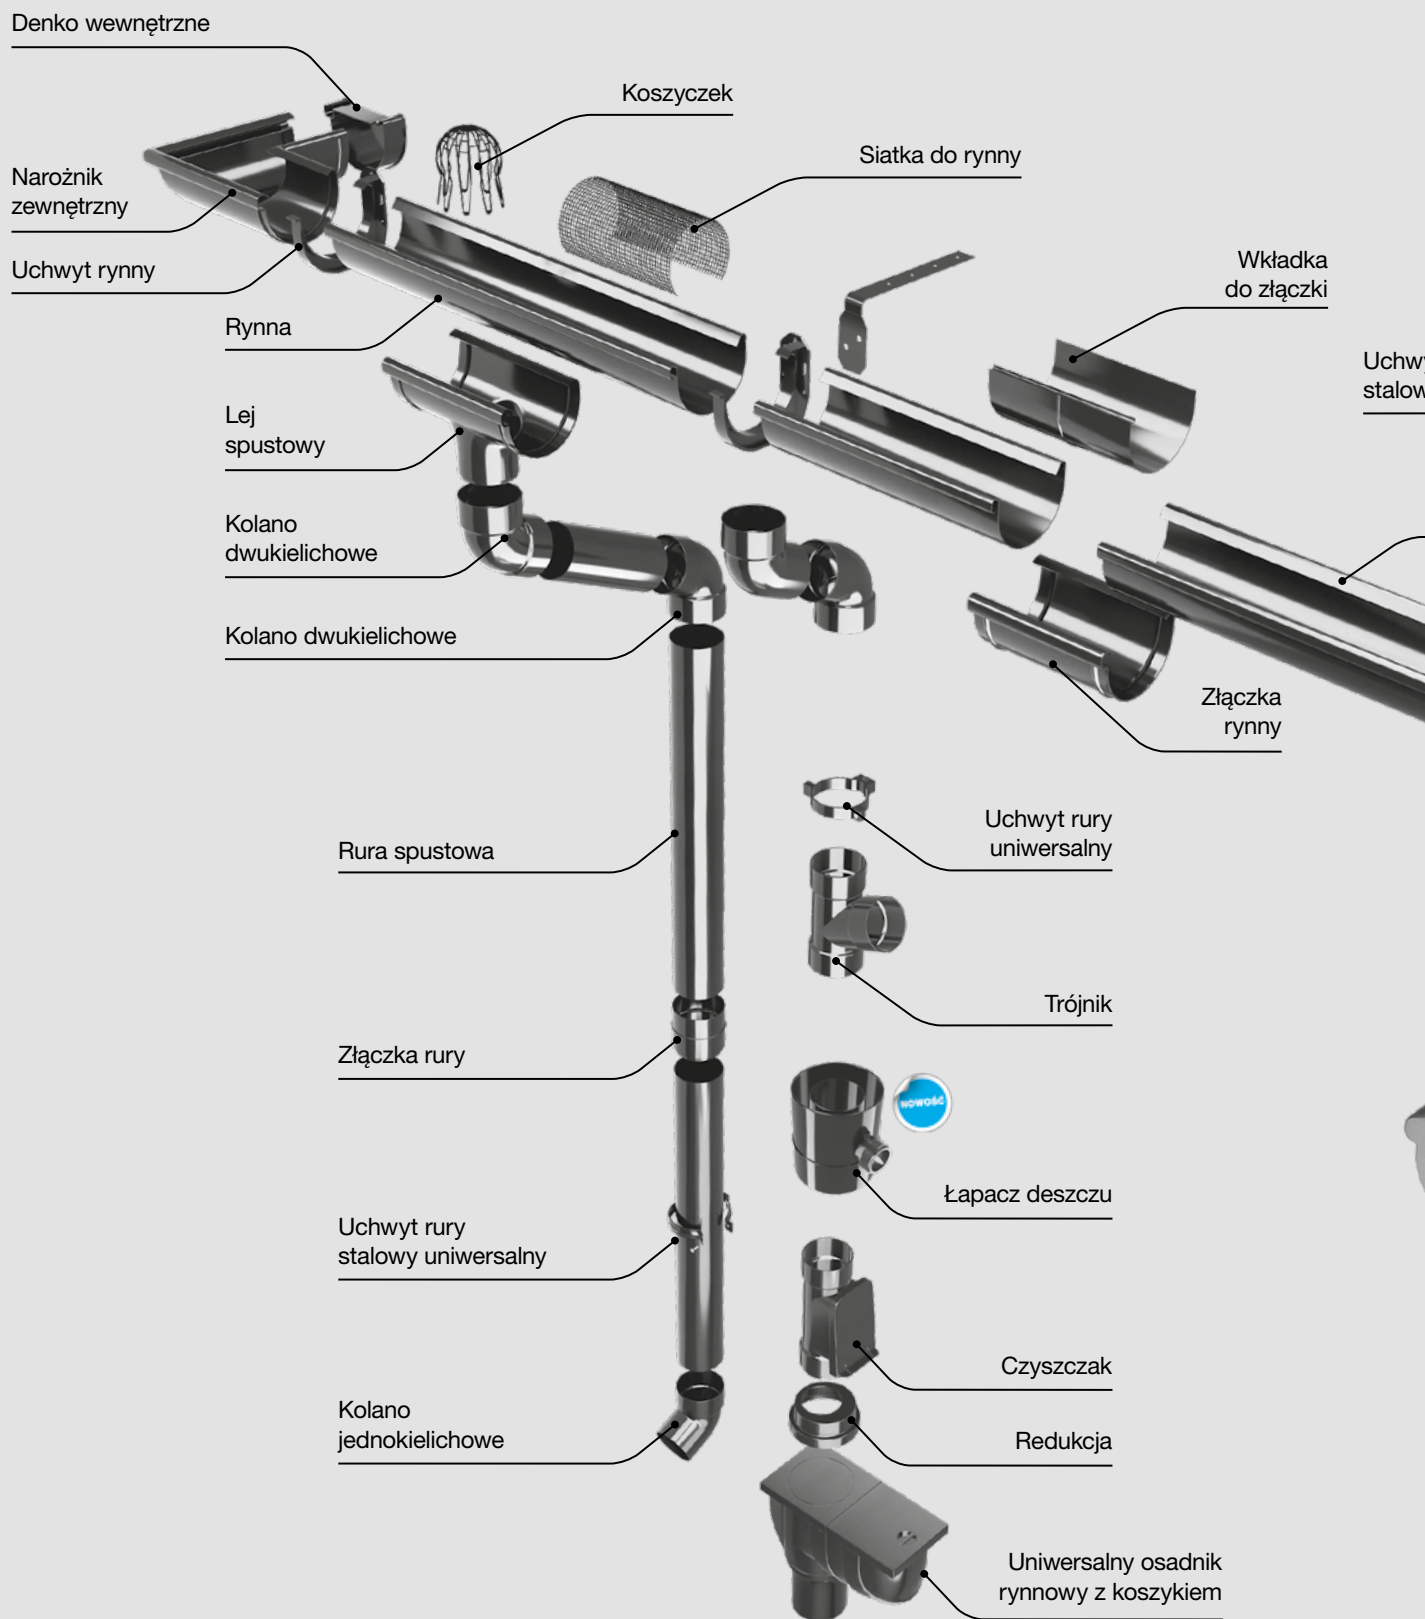 Denko wewnętrzne
Koszyczek
Siatka do rynny
Narożnik
zewnętrzny
Uchwyt rynny
Wkładka
do złączki
Rynna
Lej
spustowy
Kolano
dwukielichowe
Kolano dwukielichowe
Złączka
rynny
Uchwyt rury
uniwersalny
Rura spustowa
Trójnik
Złączka rury
NOWOŚĆ
Łapacz deszczu
Uchwyt rury
stalowy uniwersalny
Czyszczak
Kolano
jednokielichowe
Redukcja
Uniwersalny osadnik
rynnowy z koszykiem